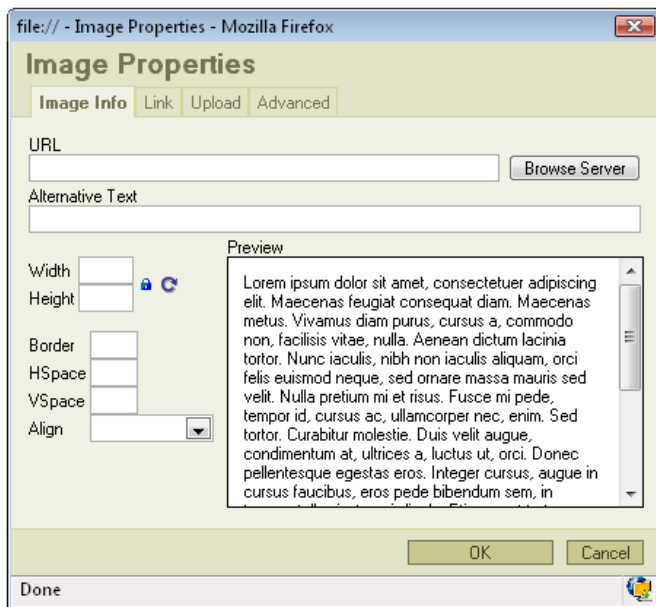 file:// - Image Properties - Mozilla Firefox
Image Properties
Image Info Link Upload Advanced
URL
Browse Server
Alternative Text
Preview
Width
Height
Border
HSpace
VSpace
Align
Lorem ipsum dolor sit amet, consectetuer adipiscing
elit. Maecenas feugiat consequat diam. Maecenas
metus. Vivamus diam purus, cursus a, commodo
non, facilisis vitae, nulla. Aenean dictum lacinia
tortor. Nunc iaculis, nibh non iaculis aliquam, orci
felis euismod neque, sed ornare massa mauris sed
velit. Nulla pretium mi et risus. Fusce mi pede,
tempor id, cursus ac, ullamcorper nec, enim. Sed
tortor. Curabitur molestie. Duis velit augue,
condimentum at, ultrices a, luctus ut, orci. Donec
pellentesque egestas eros. Integer cursus, augue in
cursus faucibus, eros pede bibendum sem, in
OK Cancel
Done